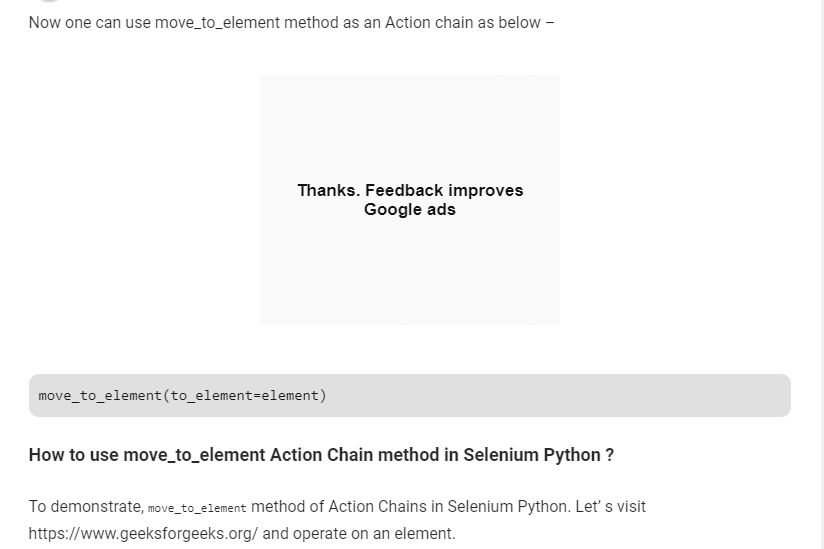 Now one can use move_to_element method as an Action chain as below –
Thanks. Feedback improves
Google ads
move_to_element(to_element=element)
How to use move_to_element Action Chain method in Selenium Python ?
To demonstrate, move_to_element method of Action Chains in Selenium Python. Let’ s visit
https://www.geeksforgeeks.org/ and operate on an element.